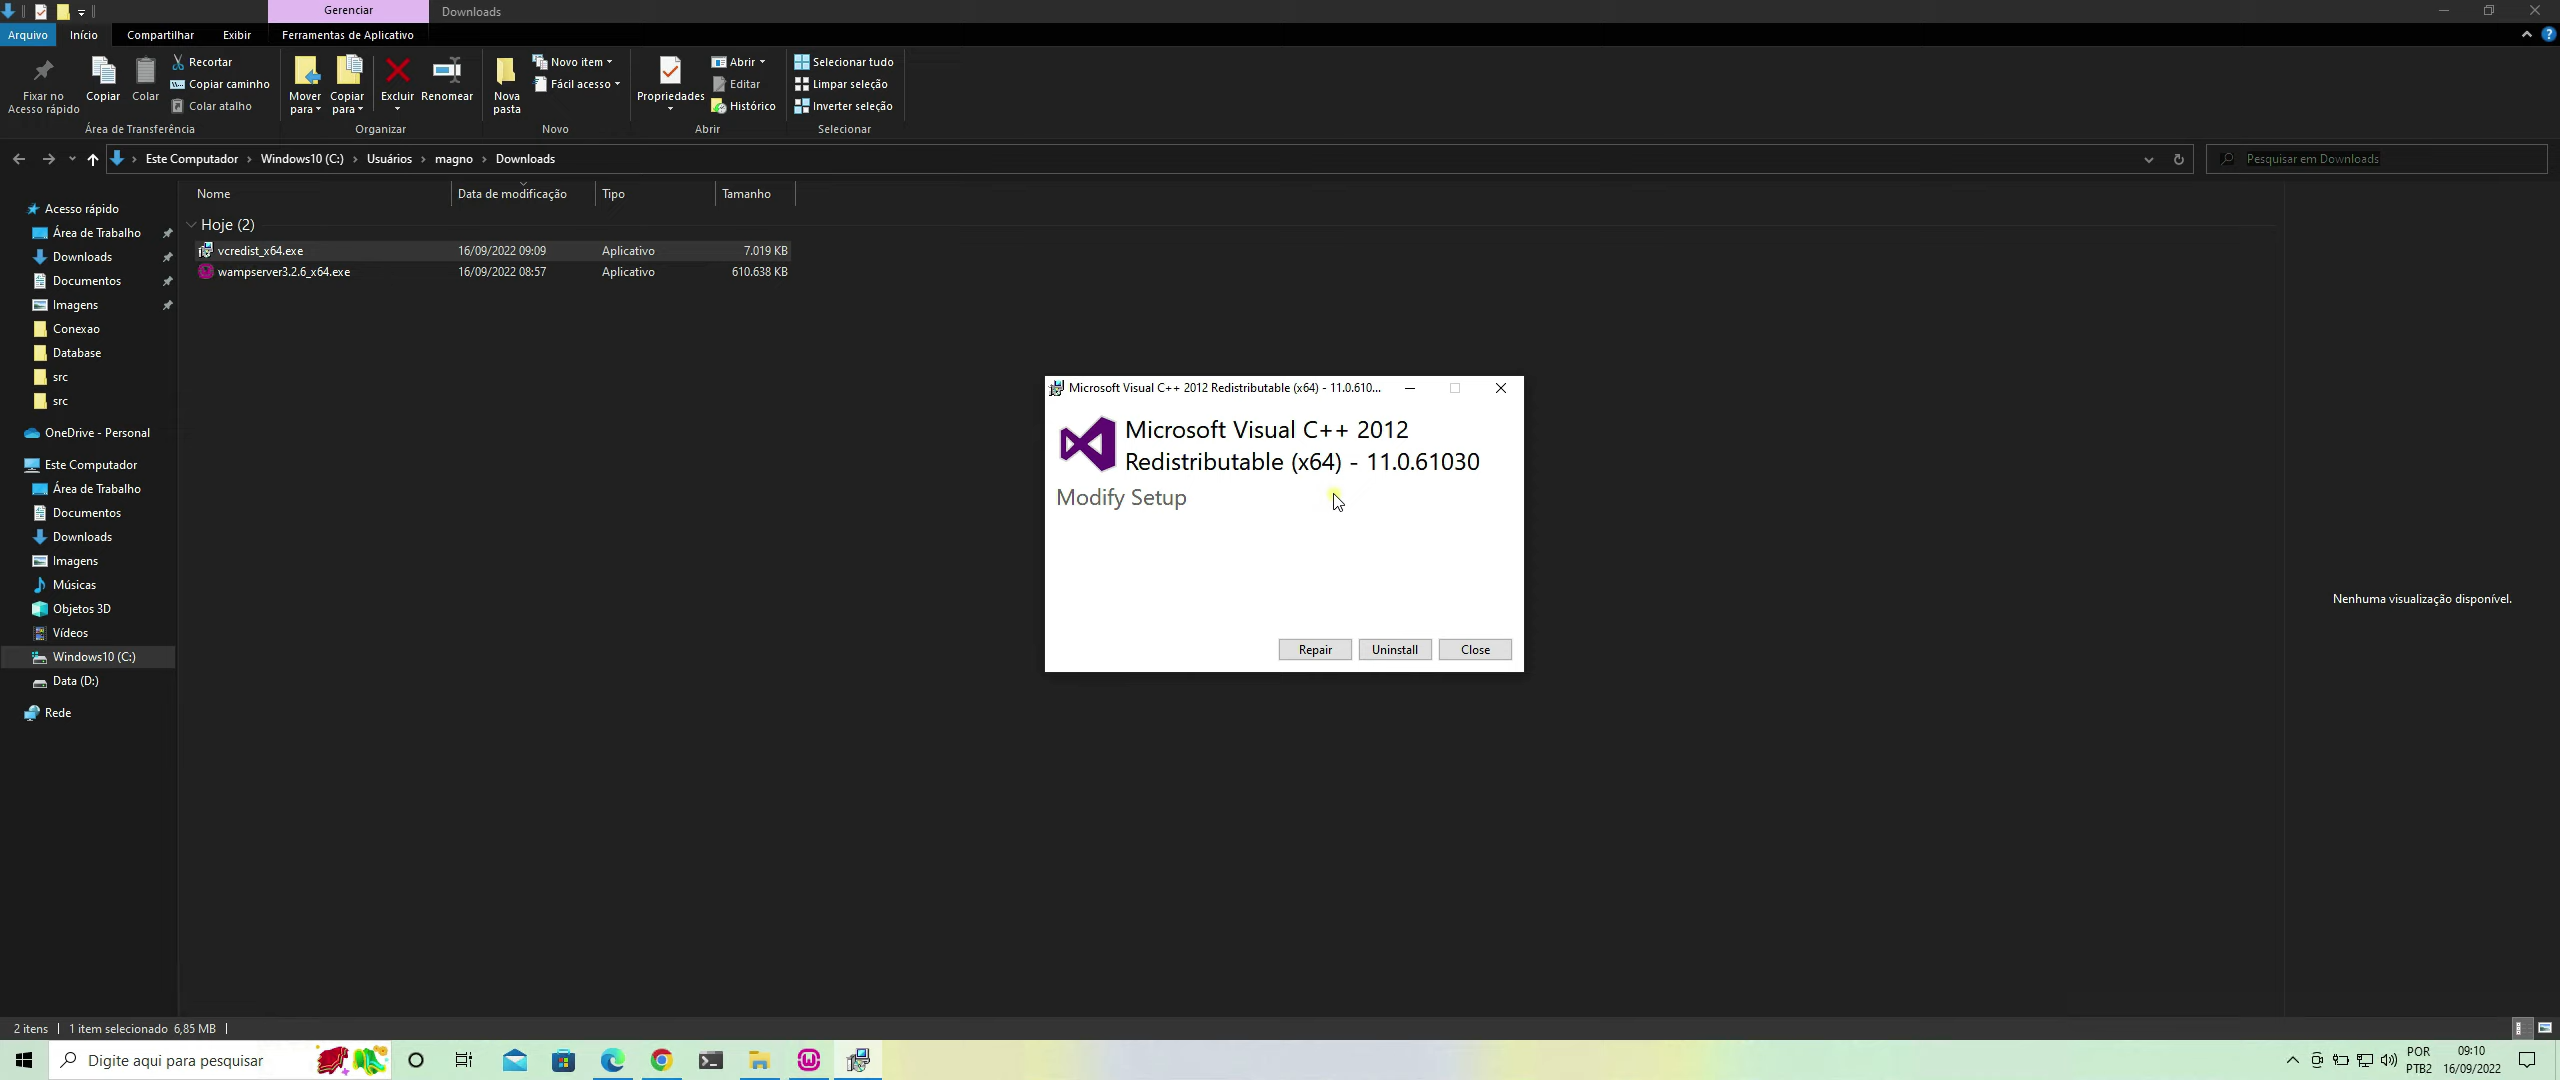 Gerenciar
Downloads
Arquivo
Início
Compartilhar
Exibir
Ferramentas de Aplicativo
Fixar no
Acesso rápido
Copiar
Colar
Recortar
Copiar caminho
Colar atalho
Área de Transferência
Mover
para
Copiar
para
Excluir
Renomear
Organizar
Nova
pasta
Novo item
Fácil acesso
Novo
Propriedades
Abrir
Editar
Histórico
Abrir
Selecionar tudo
Limpar seleção
Inverter seleção
Selecionar
Este Computador
Windows10 (C:)
Usuários
magno
Downloads
Pesquisar em Downloads
Acesso rápido
Área de Trabalho
Downloads
Documentos
Imagens
Conexao
Database
src
src
OneDrive - Personal
Este Computador
Área de Trabalho
Documentos
Downloads
Imagens
Músicas
Objetos 3D
Vídeos
Windows10 (C:)
Data (D:)
Rede
Nome Data de modificação Tipo Tamanho
Hoje (2)
vcredist_x64.exe 16/09/2022 09:09 Aplicativo 7.019 KB
wampserver3.2.6_x64.exe 16/09/2022 08:57 Aplicativo 610.638 KB
Microsoft Visual C++ 2012 Redistributable (x64) - 11.0.610...
Microsoft Visual C++ 2012
Redistributable (x64) - 11.0.61030
Modify Setup
Repair
Uninstall
Close
Nenhuma visualização disponível.
2 itens
1 item selecionado 6,85 MB
Digite aqui para pesquisar
POR
PTB2
09:10
16/09/2022